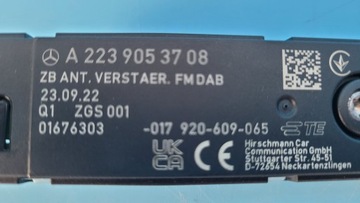 A 223 905 37 08
ZB ANT. VERSTAER. FMDAB
23.09.22
Q1 ZGS 001
01676303 -017 920-609-065 TE
UK
CA
Hirschmann Car
Communication GmbH
Stuttgarter Str. 45-51
D-72654 Neckartenzlingen